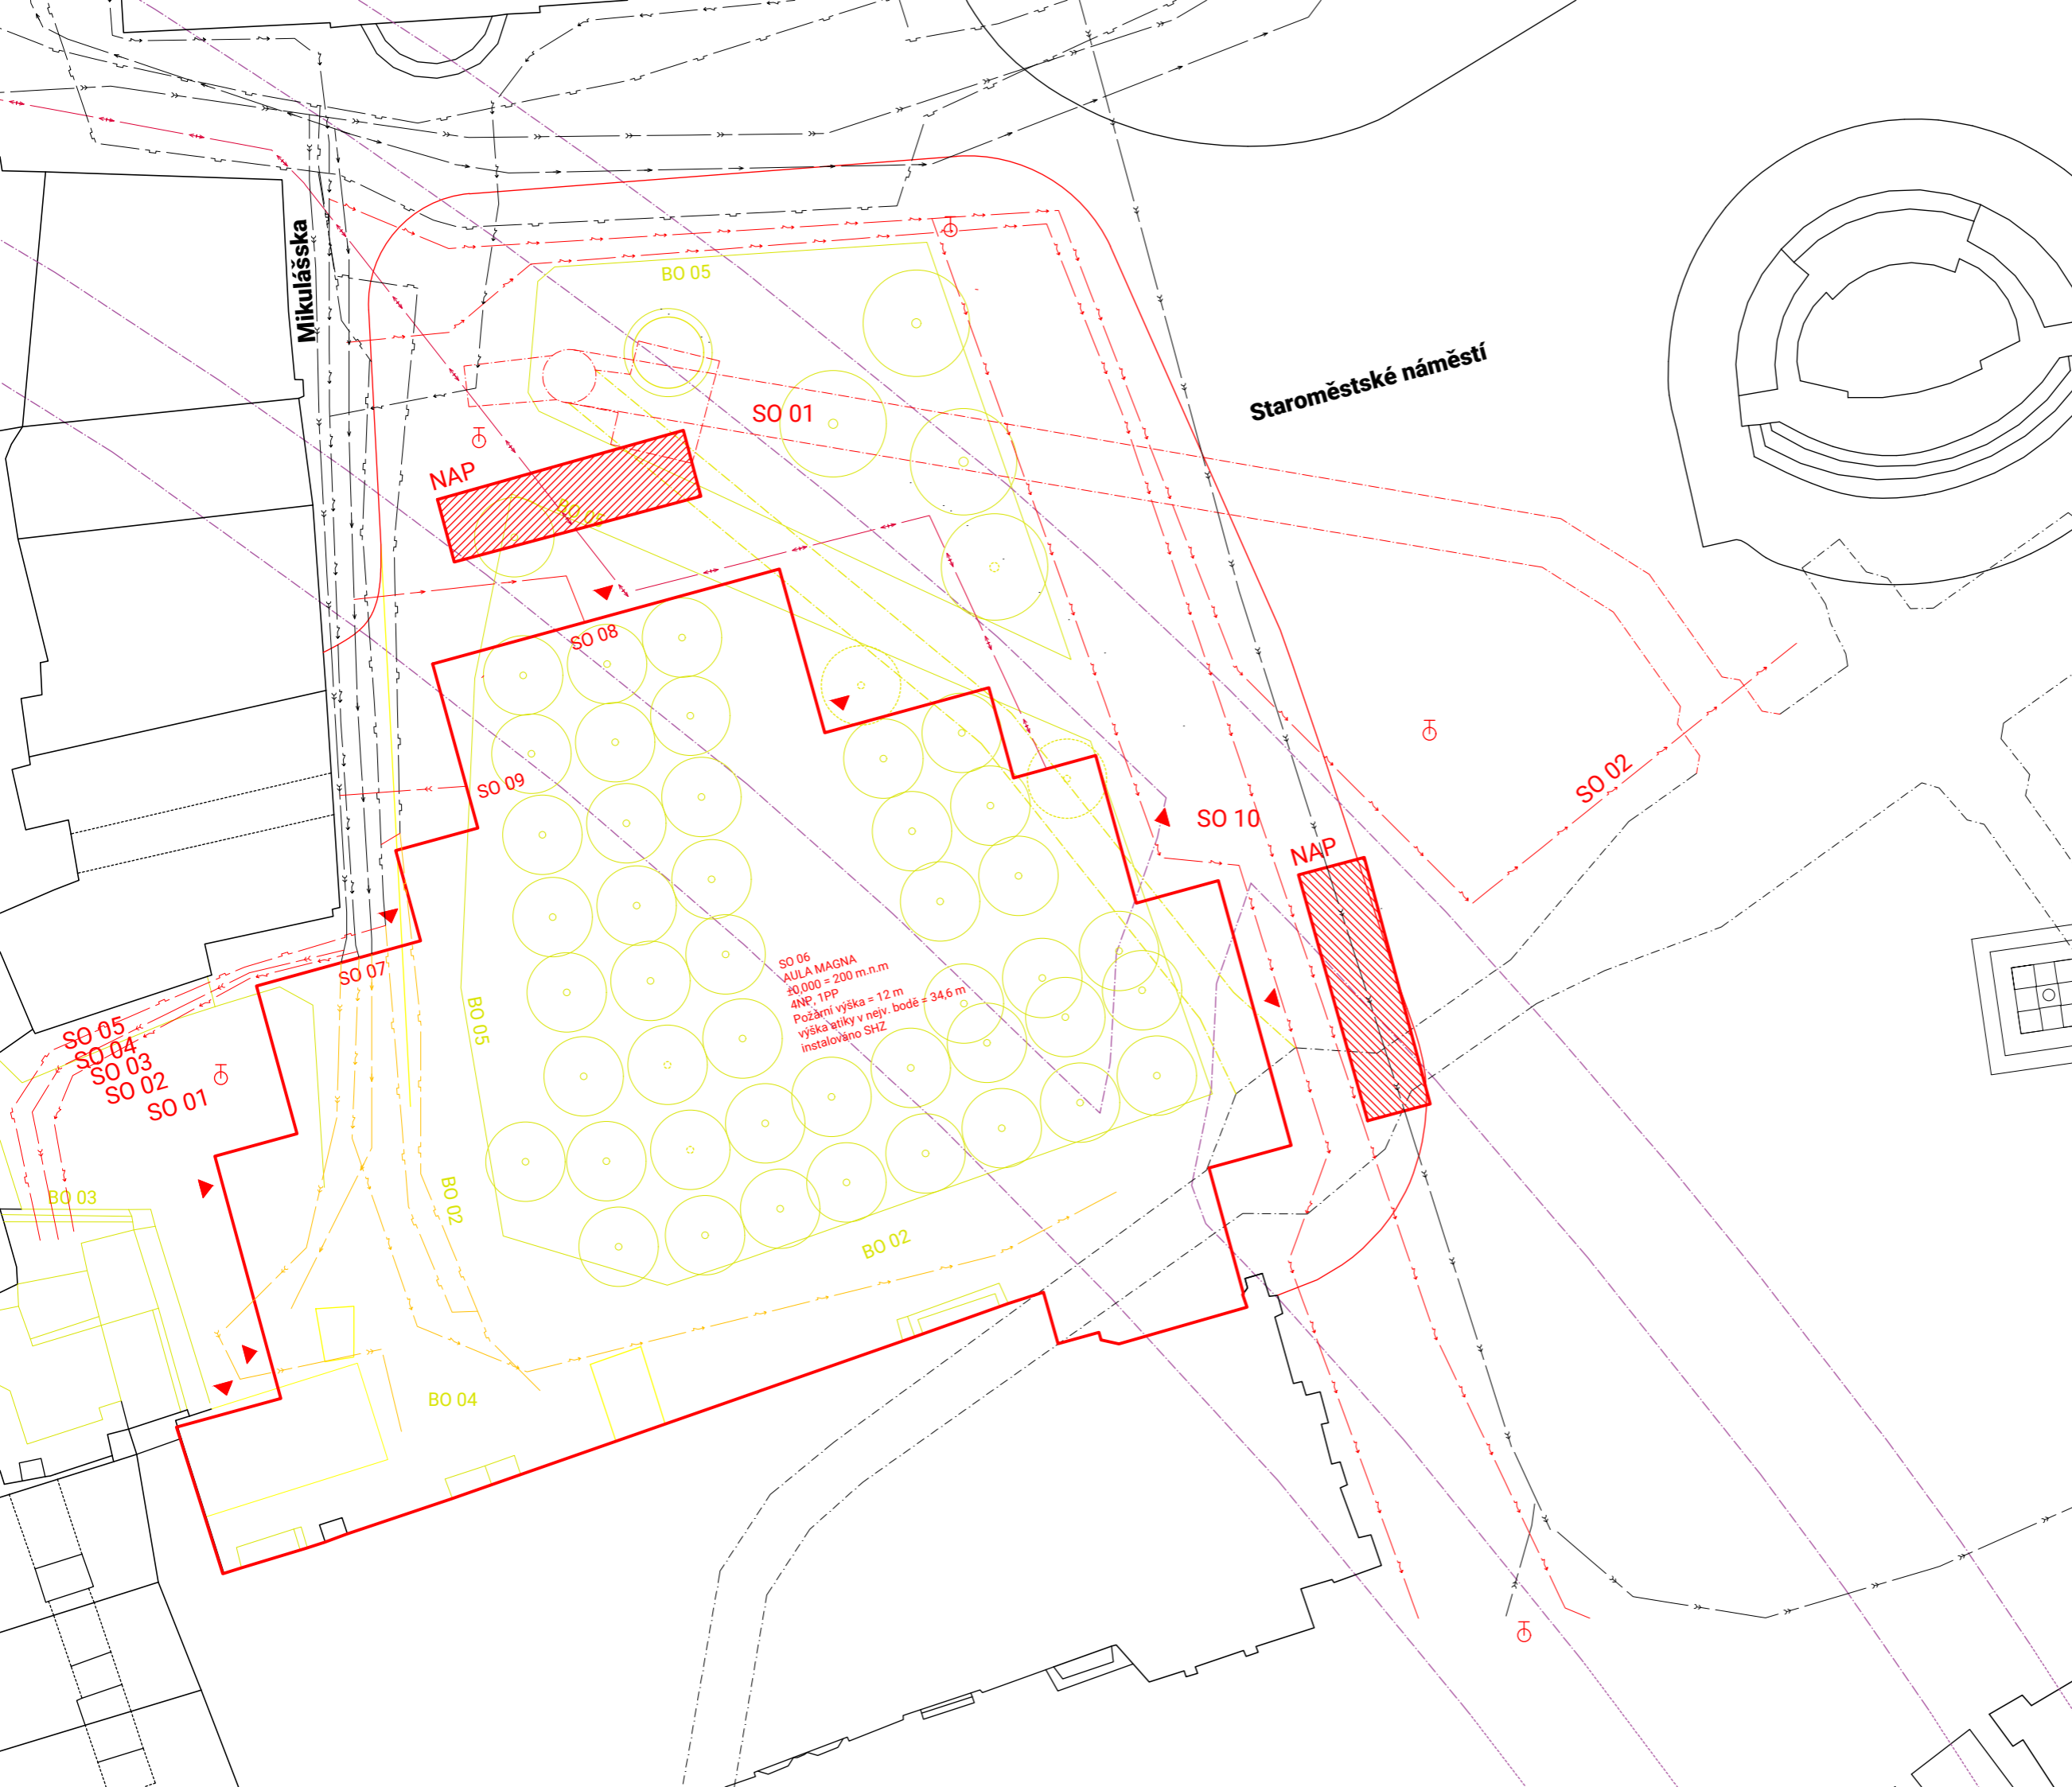 Mikulášska
BO 05
SO 01
Staroměstské náměstí
NAP
BO 05
SO 08
SO 09
SO 02
SO 10
NAP
SO 06
AULA MAGNA
±0,000 = 200 m.n.m
4NP, 1PP
Požární výška = 12 m
výška atiky v nejv. bodě = 34,6 m
instalováno SHZ
SO 07
BO 05
SO 05
SO 04
SO 03
SO 02
SO 01
BO 03
BO 02
BO 02
BO 04